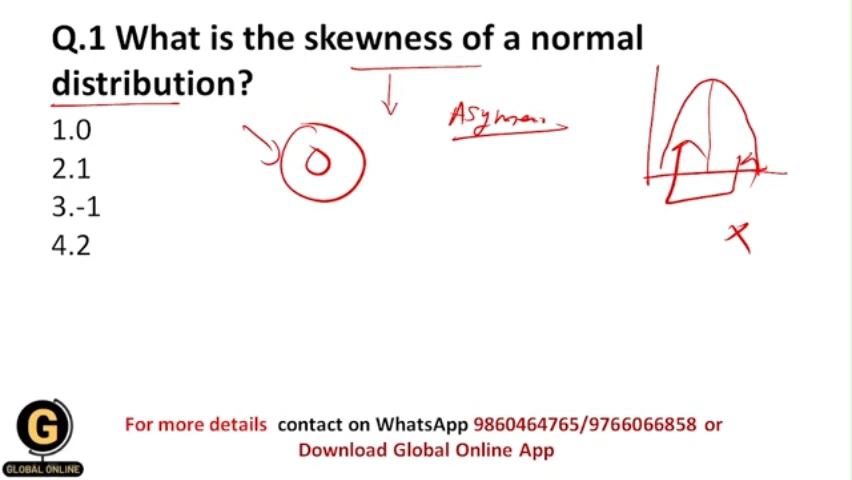 Q.1 What is the skewness of a normal
distribution?
1.0
2.1
3.-1
4.2
0
x
G
GLOBAL ONLINE
For more details contact on WhatsApp 9860464765/9766066858 or
Download Global Online App